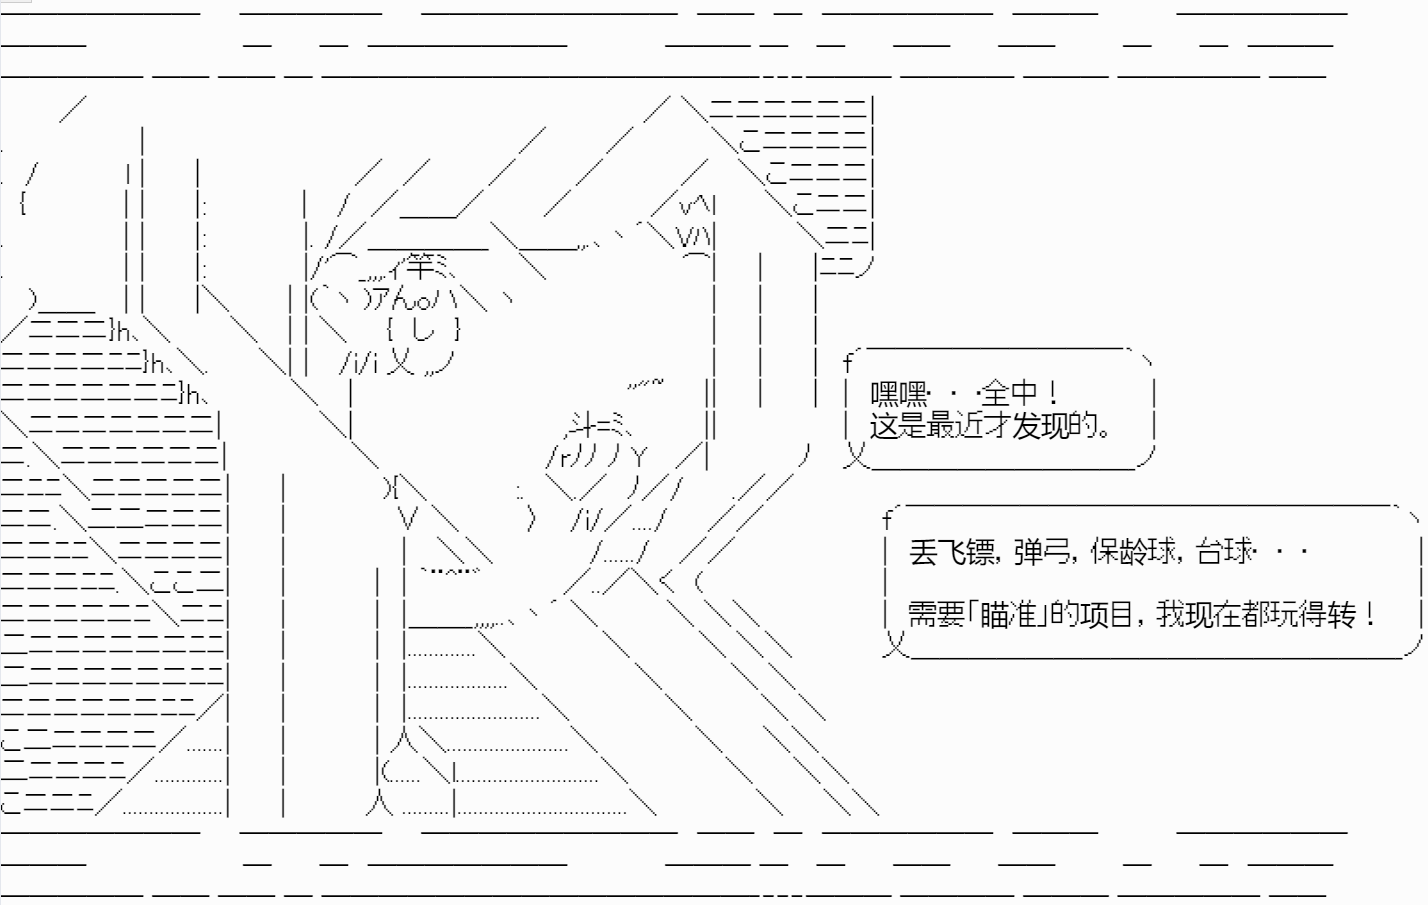 嘿嘿・・・全中！
这是最近才发现的。
丢飞镖，弹弓，保龄球，台球・・・
需要「瞄准」的项目，我现在都玩得转！